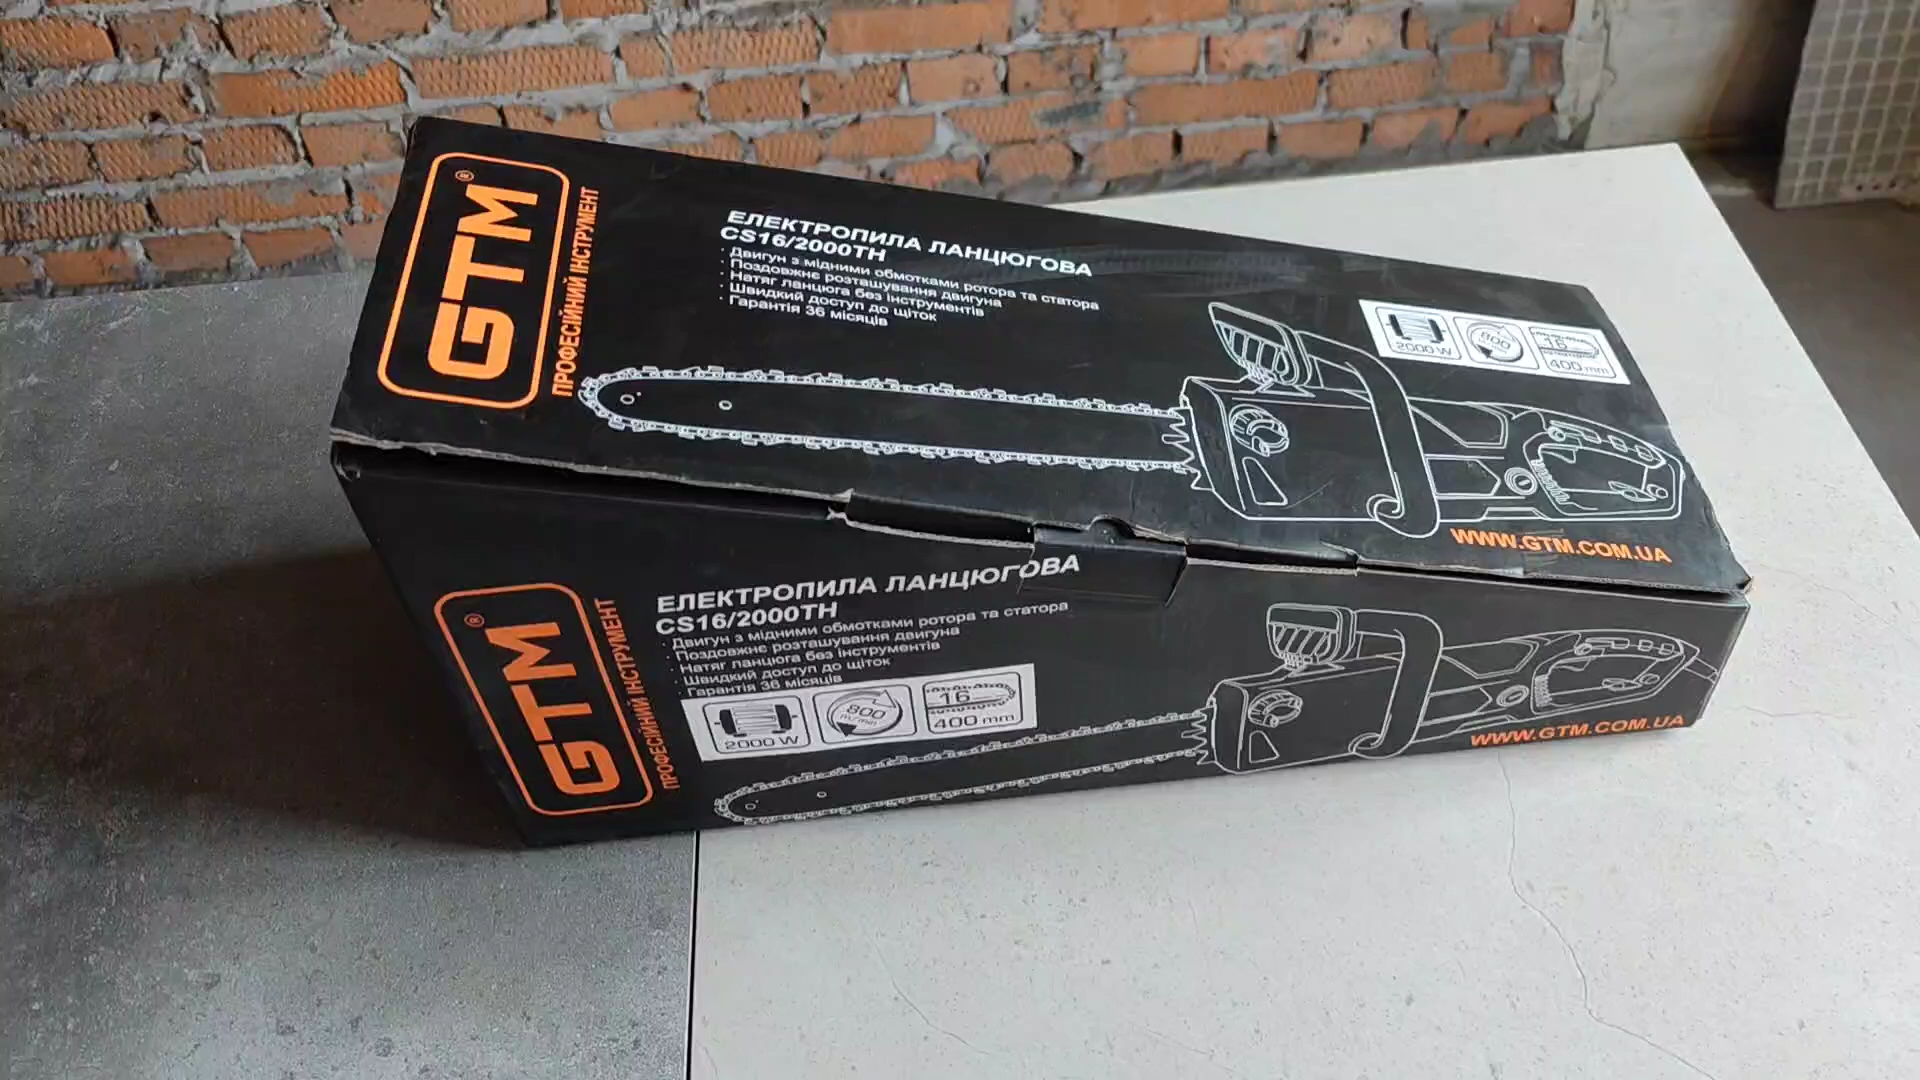 GTM®
ПРОФЕСІЙНИЙ ІНСТРУМЕНТ
ЕЛЕКТРОПИЛА ЛАНЦЮГОВА
CS16/2000TH
· Двигун з мідними обмотками ротора та статора
· Поздовжнє розташування двигуна
· Натяг ланцюга без інструментів
· Швидкий доступ до щіток
· Гарантія 36 місяців
2000 W
800
16
400 mm
WWW.GTM.COM.UA
GTM®
ПРОФЕСІЙНИЙ ІНСТРУМЕНТ
ЕЛЕКТРОПИЛА ЛАНЦЮГОВА
CS16/2000TH
· Двигун з мідними обмотками ротора та статора
· Поздовжнє розташування двигуна
· Натяг ланцюга без інструментів
· Швидкий доступ до щіток
· Гарантія 36 місяців
2000 W
800
m/min
16
400 mm
WWW.GTM.COM.UA